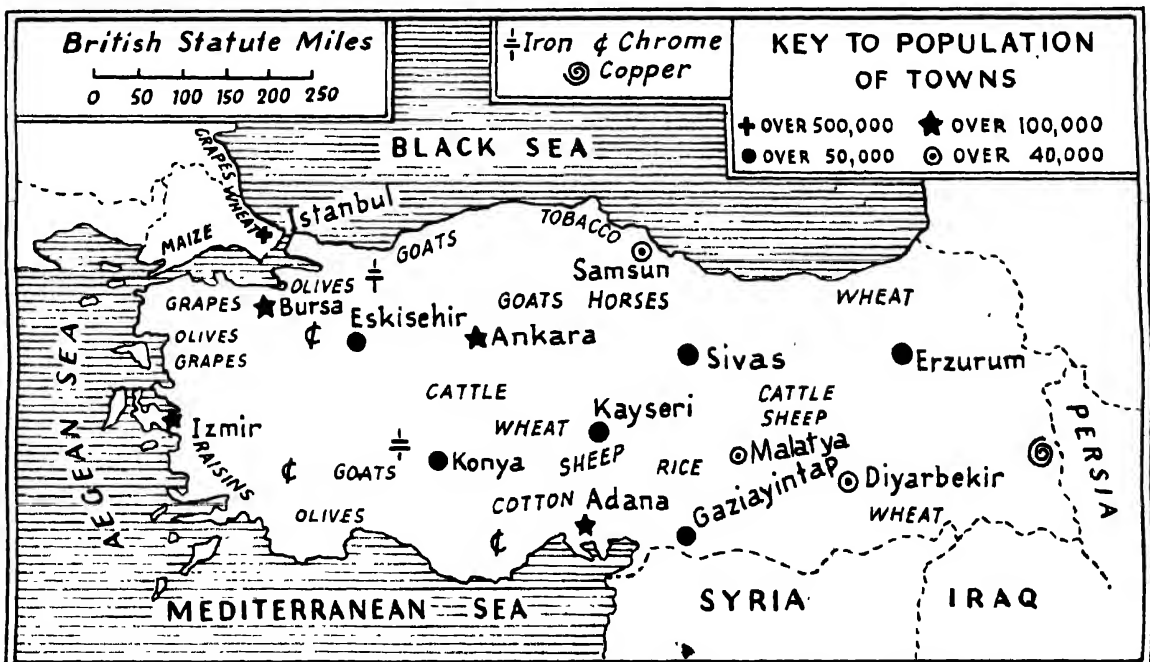 British Statute Miles
0 50 100 150 200 250
Iron ¢ Chrome
Copper
KEY TO POPULATION
OF TOWNS
OVER 500,000 OVER 100,000
OVER 50,000 OVER 40,000
BLACK SEA
GRAPES WHEAT
Istanbul
MAIZE
GOATS
TOBACCO
Samsun
OLIVES
GRAPES
Bursa
GOATS HORSES
WHEAT
Eskisehir
¢
Ankara
OLIVES
GRAPES
Sivas
Erzurum
AEGEAN SEA
CATTLE
CATTLE
SHEEP
PERSIA
Izmir
WHEAT
Kayseri
RAISINS
¢
GOATS
Konya
SHEEP
RICE
Malatya
Gaziayintap
Diyarbekir
COTTON
Adana
OLIVES
¢
WHEAT
MEDITERRANEAN SEA
SYRIA
IRAQ